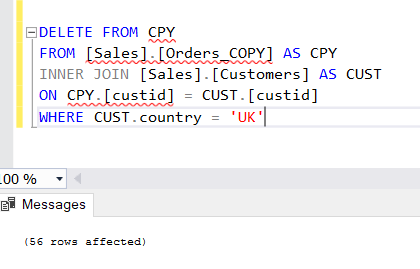 DELETE FROM CPY
FROM [Sales].[Orders_COPY] AS CPY
INNER JOIN [Sales].[Customers] AS CUST
ON CPY.[custid] = CUST.[custid]
WHERE CUST.country = 'UK'
.00 %
Messages
(56 rows affected)